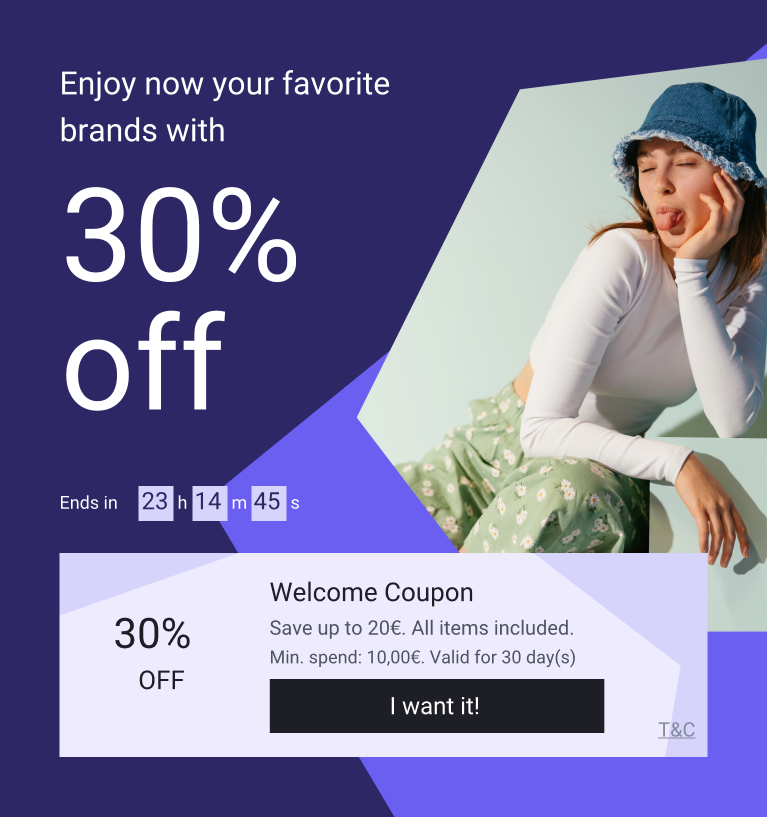 Enjoy now your favorite
brands with
30%
off
Ends in 23 h 14 m 45 s
30%
OFF
Welcome Coupon
Save up to 20€. All items included.
Min. spend: 10,00€. Valid for 30 day(s)
I want it!
T&C